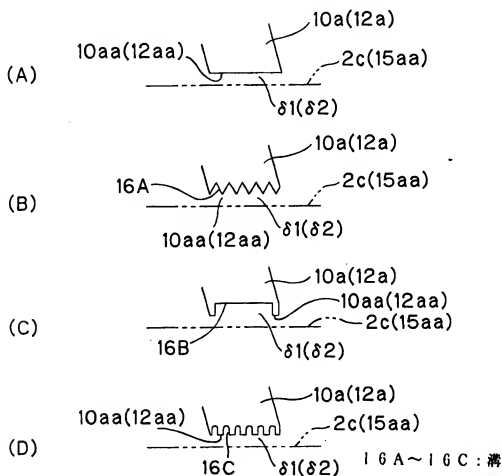 10a(12a)
10aa(12aa)
2c(15aa)
(A)
δ1(δ2)
10a(12a)
16A
2c(15aa)
(B)
10aa(12aa)
δ1(δ2)
10a(12a)
10aa(12aa)
(C)
2c(15aa)
16B
δ1(δ2)
10a(12a)
10aa(12aa)
2c(15aa)
(D)
16C
δ1(δ2)
16A～16C:溝